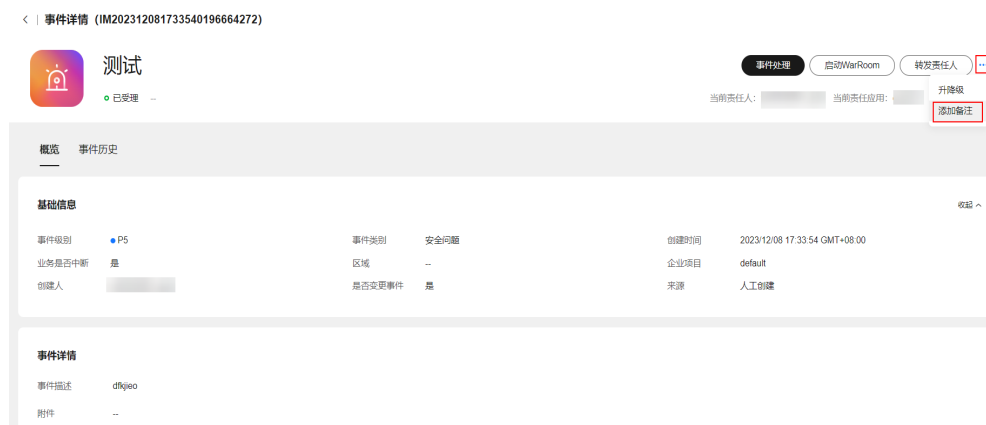 事件详情（IM202312081733540196664272）
测试
已受理 --
事件处理 启动WarRoom 转发责任人 ...
当前责任人： 当前责任应用：
升降级
添加备注
概览 事件历史
基础信息 收起
事件级别 P5 事件类别 安全问题 创建时间 2023/12/08 17:33:54 GMT+08:00
业务是否中断 是 区域 -- 企业项目 default
创建人 是否变更事件 是 来源 人工创建
事件详情
事件描述 dfkjieo
附件 --